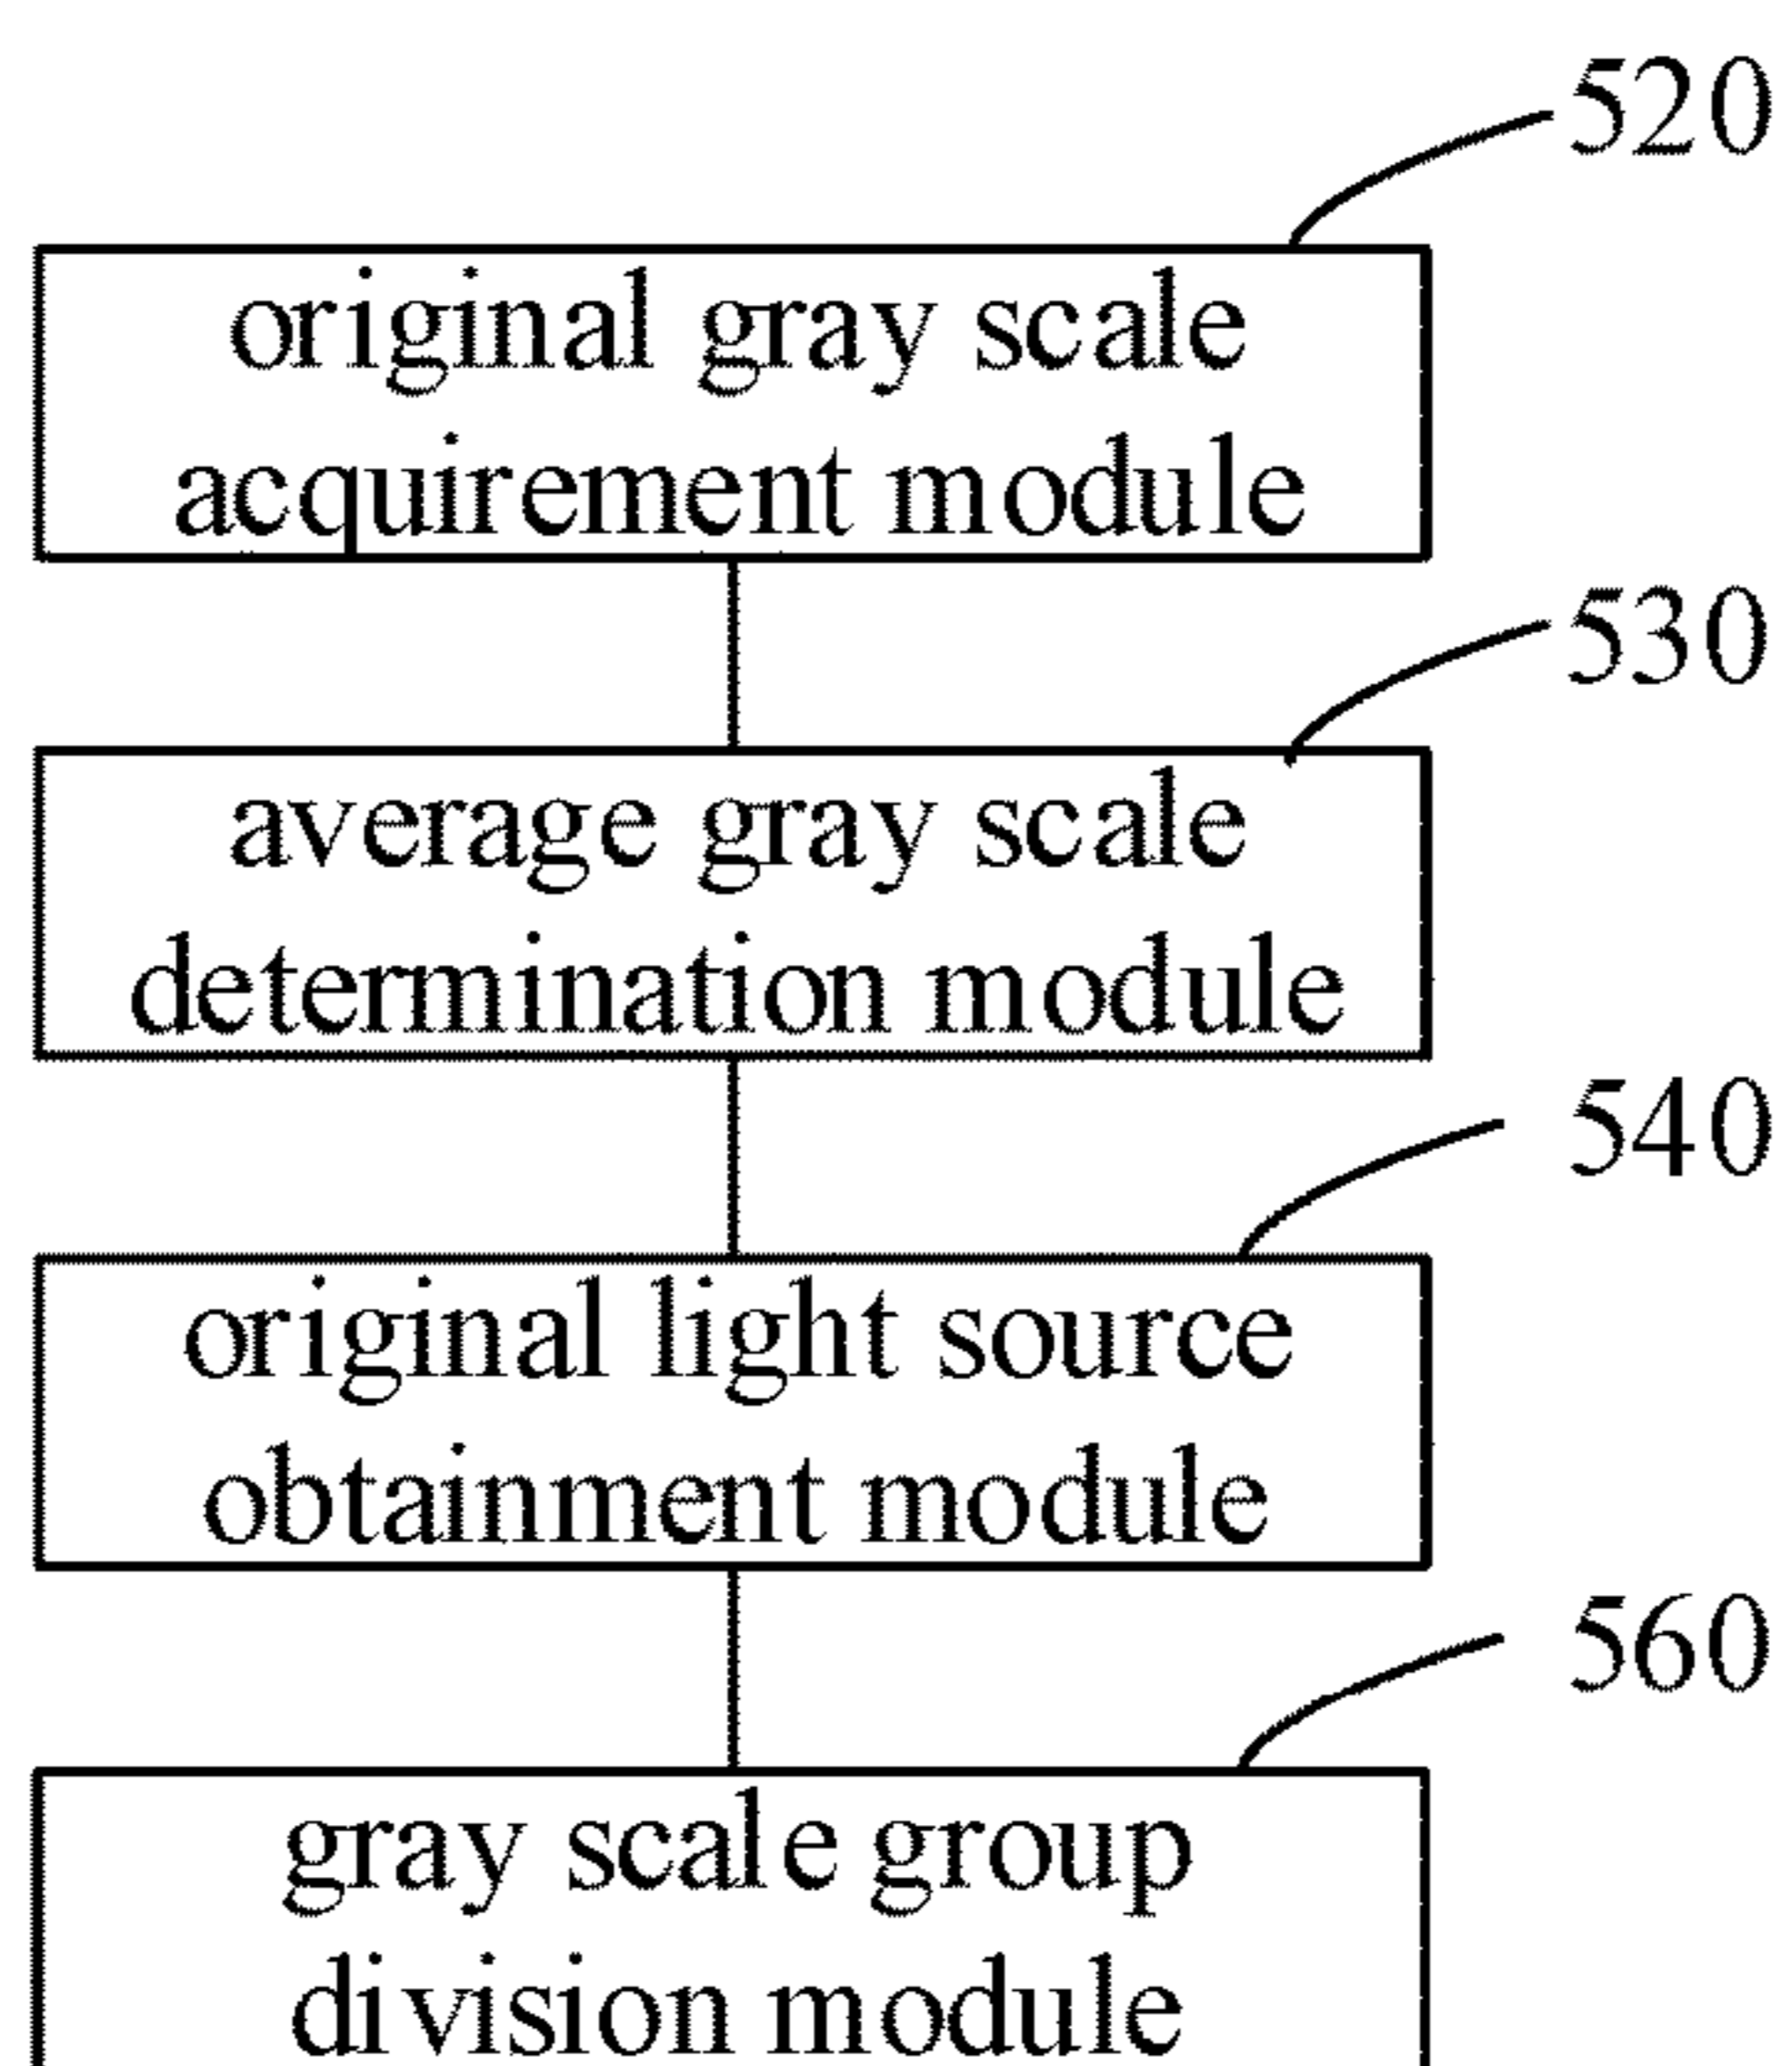 520
original gray scale
acquirement module
530
average gray scale
determination module
540
original light source
obtainment module
560
gray scale group
division module